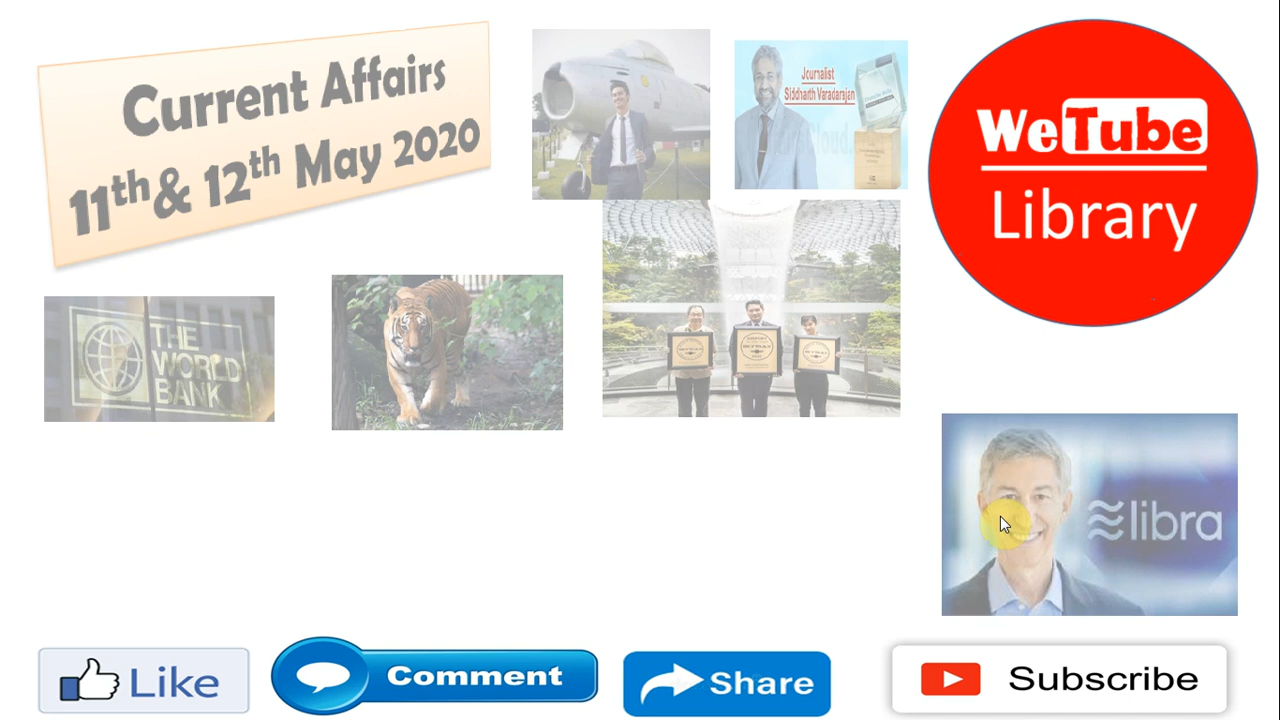 Current Affairs
11th & 12th May 2020
Journalist
Siddharth Varadarajan
WeTube
Library
THE
WORLD
BANK
libra
Like
Comment
Share
Subscribe